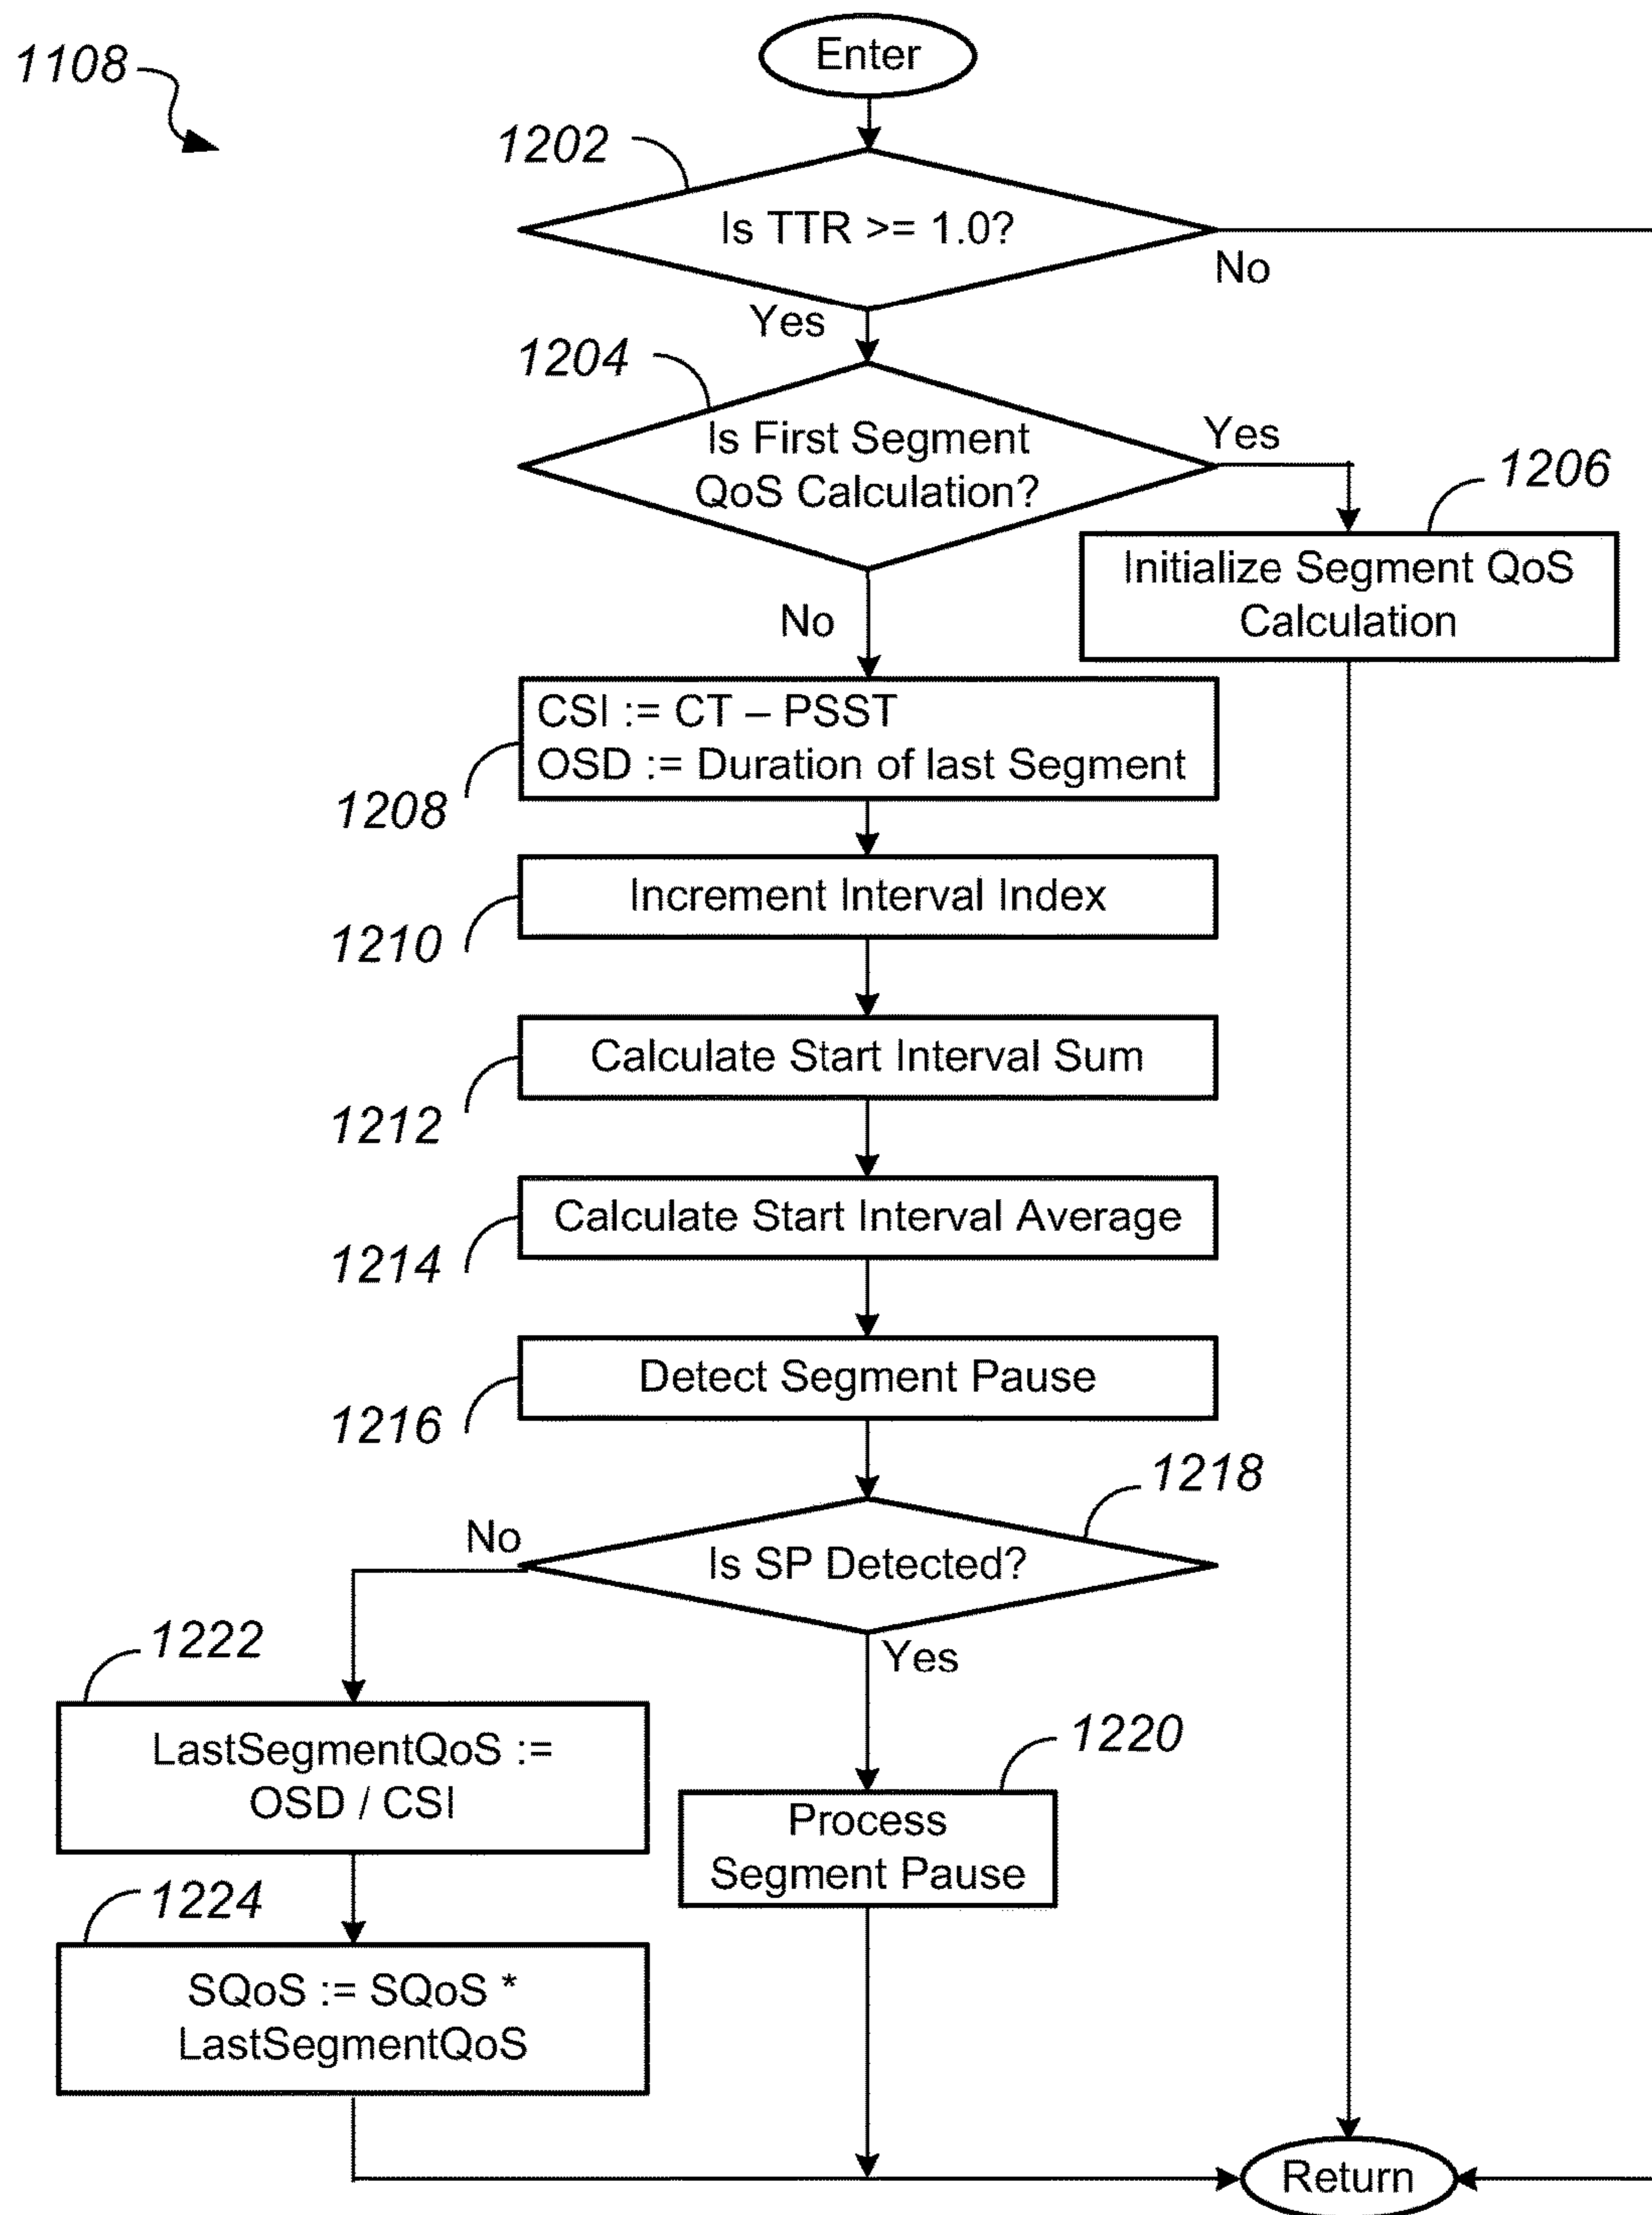 Enter
1108
1202
Is TTR >= 1.0?
No
Yes
1204
Is First Segment
QoS Calculation?
Yes
1206
Initialize Segment QoS
Calculation
No
CSI := CT – PSST
OSD := Duration of last Segment
1208
Increment Interval Index
1210
Calculate Start Interval Sum
1212
Calculate Start Interval Average
1214
Detect Segment Pause
1216
1218
No
Is SP Detected?
Yes
1222
LastSegmentQoS :=
OSD / CSI
1220
Process
Segment Pause
1224
SQoS := SQoS *
LastSegmentQoS
Return